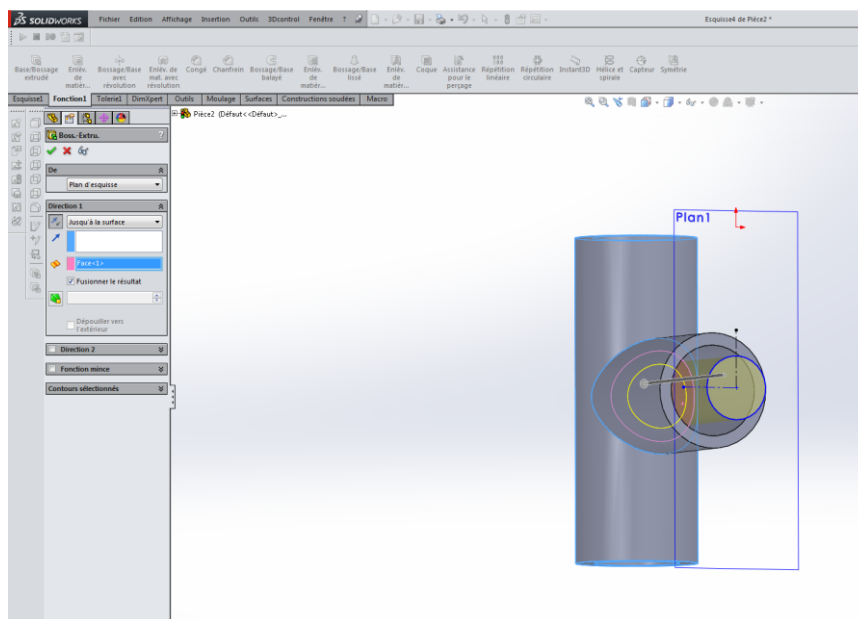 SOLIDWORKS Fichier Edition Affichage Insertion Outils 3Dcontrol Fenêtre ? Esquisse4 de Pièce2 *
Base/Bossage extrudé
Enlèv. de matièr...
Bossage/Base avec révolution
Enlèv. de mat. avec révolution
Congé
Chanfrein
Bossage/Base balayé
Enlèv. de matièr...
Bossage/Base lissé
Enlèv. de matièr...
Coque
Assistance pour le perçage
Répétition linéaire
Répétition circulaire
Instant3D
Hélice et spirale
Capteur
Symétrie
Esquisse1 Fonction1 Tolerie1 DimXpert Outils Moulage Surfaces Constructions soudées Macro
Pièce2 (Défaut<<Défaut>_...
Boss.-Extru. ?
De
Plan d'esquisse
Direction 1
Jusqu'à la surface
Face<1>
Fusionner le résultat
Dépouiller vers
l'extérieur
Direction 2
Fonction mince
Contours sélectionnés
Plan1